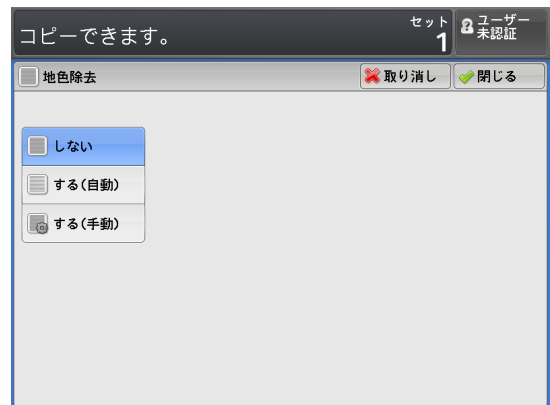 コピーできます。
セット
1
ユーザー
未認証
地色除去
取り消し
閉じる
しない
する(自動)
する(手動)